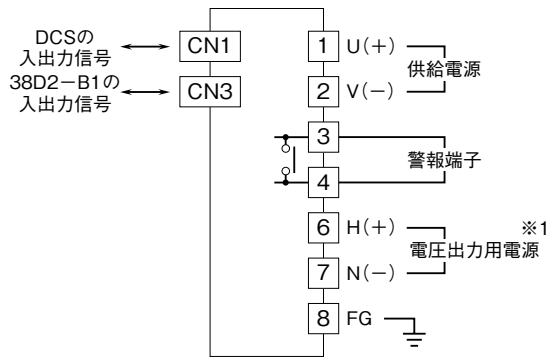 DCSの
入出力信号
CN1
38D2－B1の
入出力信号
CN3
1 U(＋)
供給電源
2 V(－)
3
警報端子
4
6 H(＋)
※1
電圧出力用電源
7 N(－)
8 FG